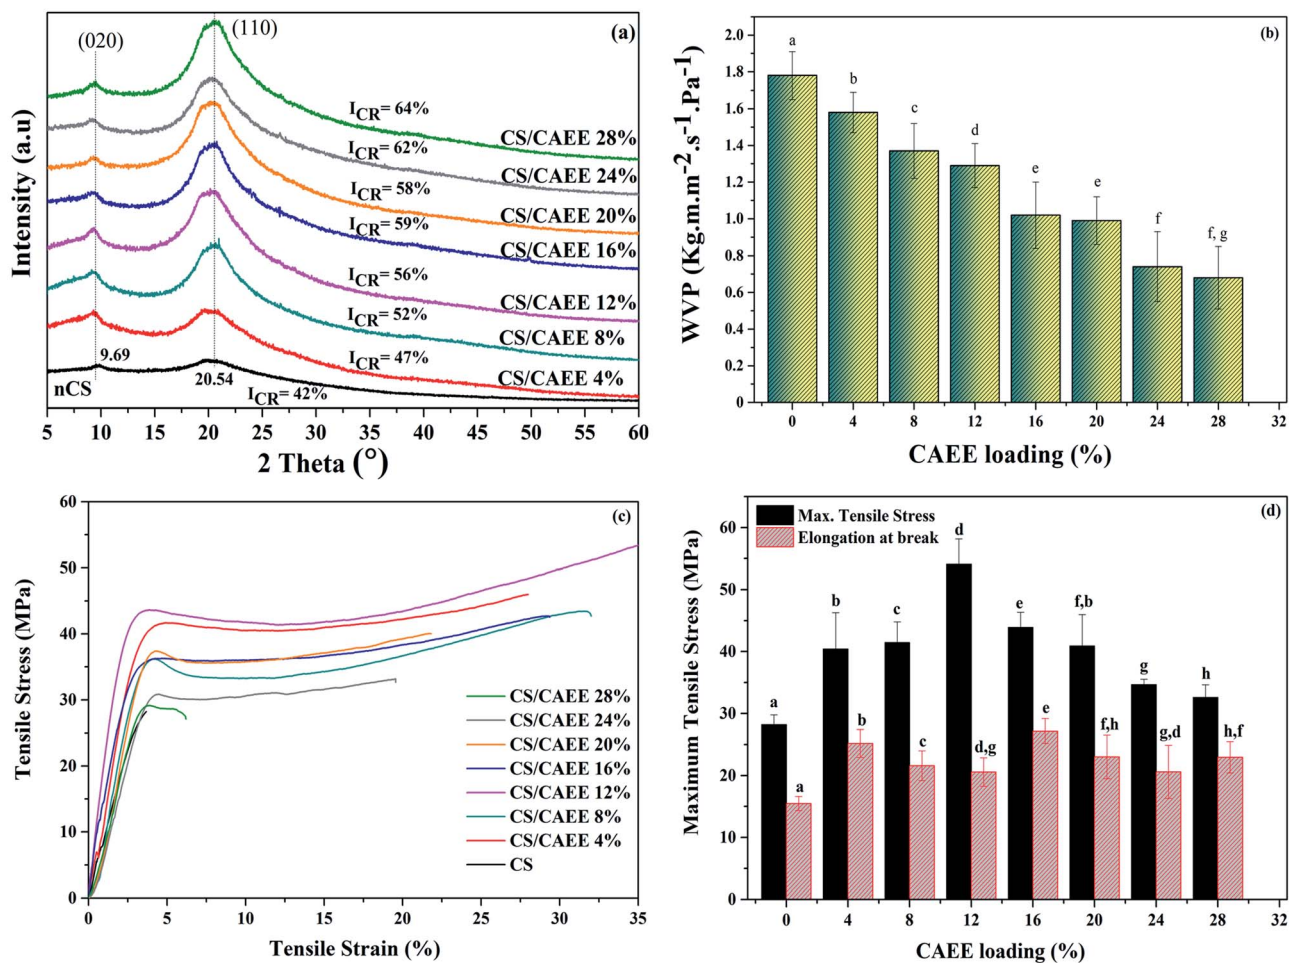 (a)
(020)
(110)
ICR= 64%
CS/CAEE 28%
ICR= 62%
CS/CAEE 24%
ICR= 58%
CS/CAEE 20%
ICR= 59%
CS/CAEE 16%
ICR= 56%
CS/CAEE 12%
ICR= 52%
CS/CAEE 8%
ICR= 47%
CS/CAEE 4%
9.69
nCS
20.54
ICR= 42%
Intensity (a.u)
5 10 15 20 25 30 35 40 45 50 55 60
2 Theta (°)
(b)
2.0
1.8
1.6
1.4
1.2
1.0
0.8
0.6
0.4
0.2
0
a
b
c
d
e
e
f
f, g
WVP (Kg.m.m-2.s-1.Pa-1)
0 4 8 12 16 20 24 28 32
CAEE loading (%)
(c)
60
50
40
30
20
10
0
Tensile Stress (MPa)
CS/CAEE 28%
CS/CAEE 24%
CS/CAEE 20%
CS/CAEE 16%
CS/CAEE 12%
CS/CAEE 8%
CS/CAEE 4%
CS
0 5 10 15 20 25 30 35
Tensile Strain (%)
(d)
Max. Tensile Stress
Elongation at break
60
50
40
30
20
10
0
Maximum Tensile Stress (MPa)
a
a
b
b
c
c
d
d,g
e
e
f,b
f,h
g
g,d
h
h,f
0 4 8 12 16 20 24 28 32
CAEE loading (%)